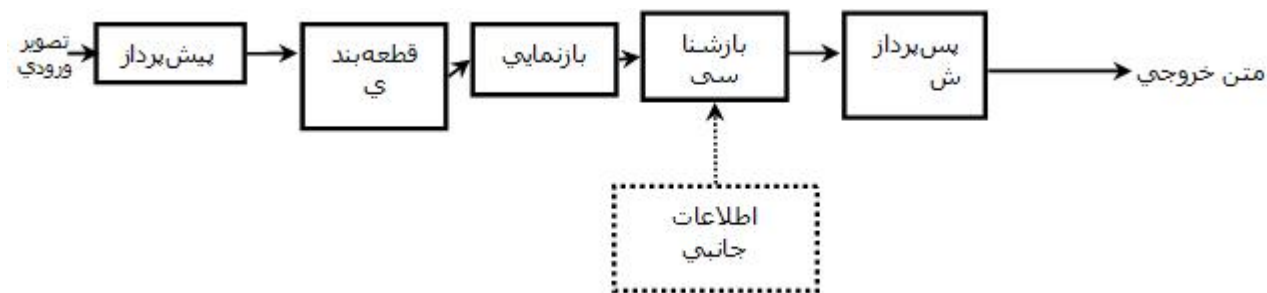 تصوير
ورودي
پيش‌پرداز
قطعه‌بند
ي
بازنمايي
بازشنا
سی
پس‌پرداز
ش
متن خروجي
اطلاعات
جانبي